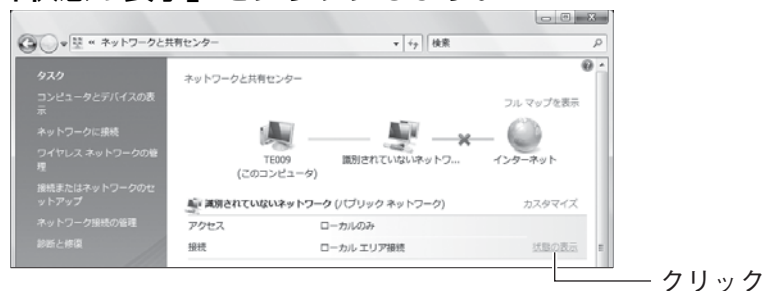 « ネットワークと共有センター
検索
タスク
コンピュータとデバイスの表
示
ネットワークに接続
ワイヤレス ネットワークの管
理
接続またはネットワークのセ
ットアップ
ネットワーク接続の管理
診断と修復
ネットワークと共有センター
フル マップを表示
TE009
(このコンピュータ)
識別されていないネットワ...
インターネット
識別されていないネットワーク (パブリック ネットワーク)
カスタマイズ
アクセス
ローカルのみ
接続
ローカル エリア接続
状態の表示
クリック